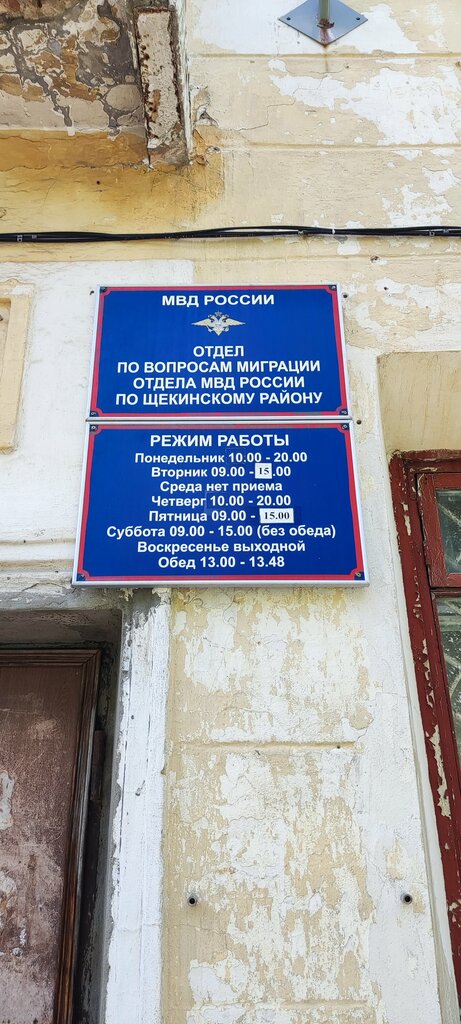 МВД РОССИИ
ОТДЕЛ
ПО ВОПРОСАМ МИГРАЦИИ
ОТДЕЛА МВД РОССИИ
ПО ЩЕКИНСКОМУ РАЙОНУ
РЕЖИМ РАБОТЫ
Понедельник 10.00 - 20.00
Вторник 09.00 - 15.00
Среда нет приема
Четверг 10.00 - 20.00
Пятница 09.00 - 15.00
Суббота 09.00 - 15.00 (без обеда)
Воскресенье выходной
Обед 13.00 - 13.48